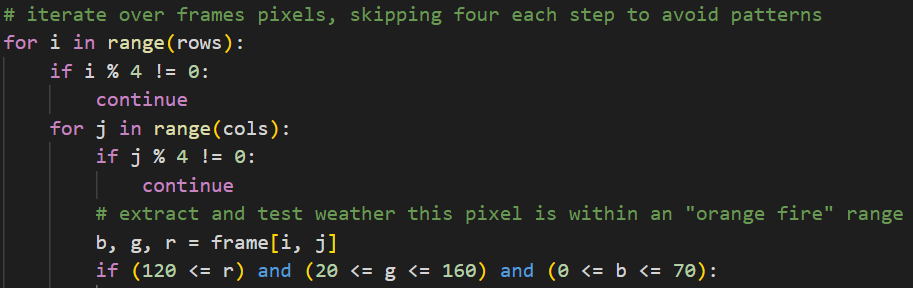 # iterate over frames pixels, skipping four each step to avoid patterns
for i in range(rows):
    if i % 4 != 0:
        continue
    for j in range(cols):
        if j % 4 != 0:
            continue
        # extract and test weather this pixel is within an "orange fire" range
        b, g, r = frame[i, j]
        if (120 <= r) and (20 <= g <= 160) and (0 <= b <= 70):